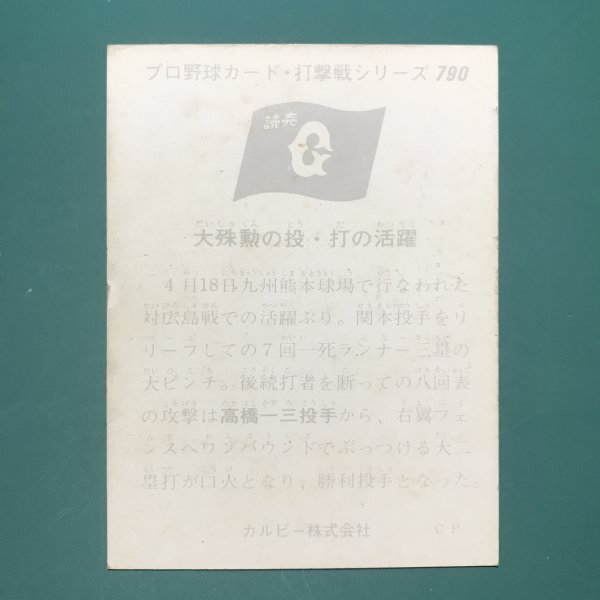 プロ野球カード・打撃戦シリーズ 790
読売
G
大殊勲の投・打の活躍
4月18日九州熊本球場で行なわれた
対広島戦での活躍ぶり。関本投手をリ
リーフしての7回一死ランナー三塁の
大ピンチ。後続打者を断っての八回表
の攻撃は高橋一三投手から、右翼フェ
ンスへワンバウンドでぶっつける大二
塁打が口火となり、勝利投手となった。
カルビー株式会社 CP